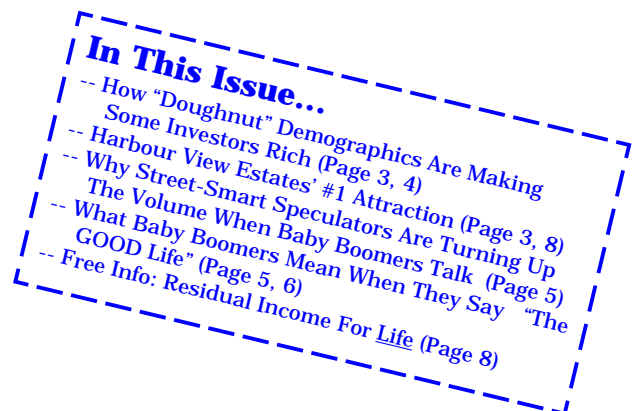 In This Issue...
-- How “Doughnut” Demographics Are Making
Some Investors Rich (Page 3, 4)
-- Harbour View Estates’ #1 Attraction (Page 3, 8)
-- Why Street-Smart Speculators Are Turning Up
The Volume When Baby Boomers Talk (Page 5)
-- What Baby Boomers Mean When They Say “The
GOOD Life” (Page 5, 6)
-- Free Info: Residual Income For Life (Page 8)